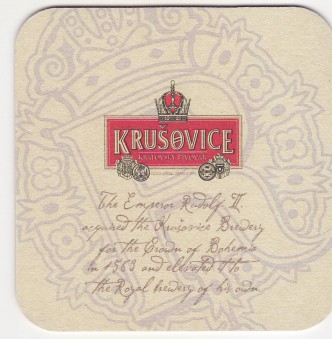 KRUŠOVICE
KRÁLOVSKÝ PIVOVAR
The Emperor Rudolf II.
acquired the Krušovice Brewery
for the Crown of Bohemia
in 1583 and elevated it to
the Royal brewery of his own.